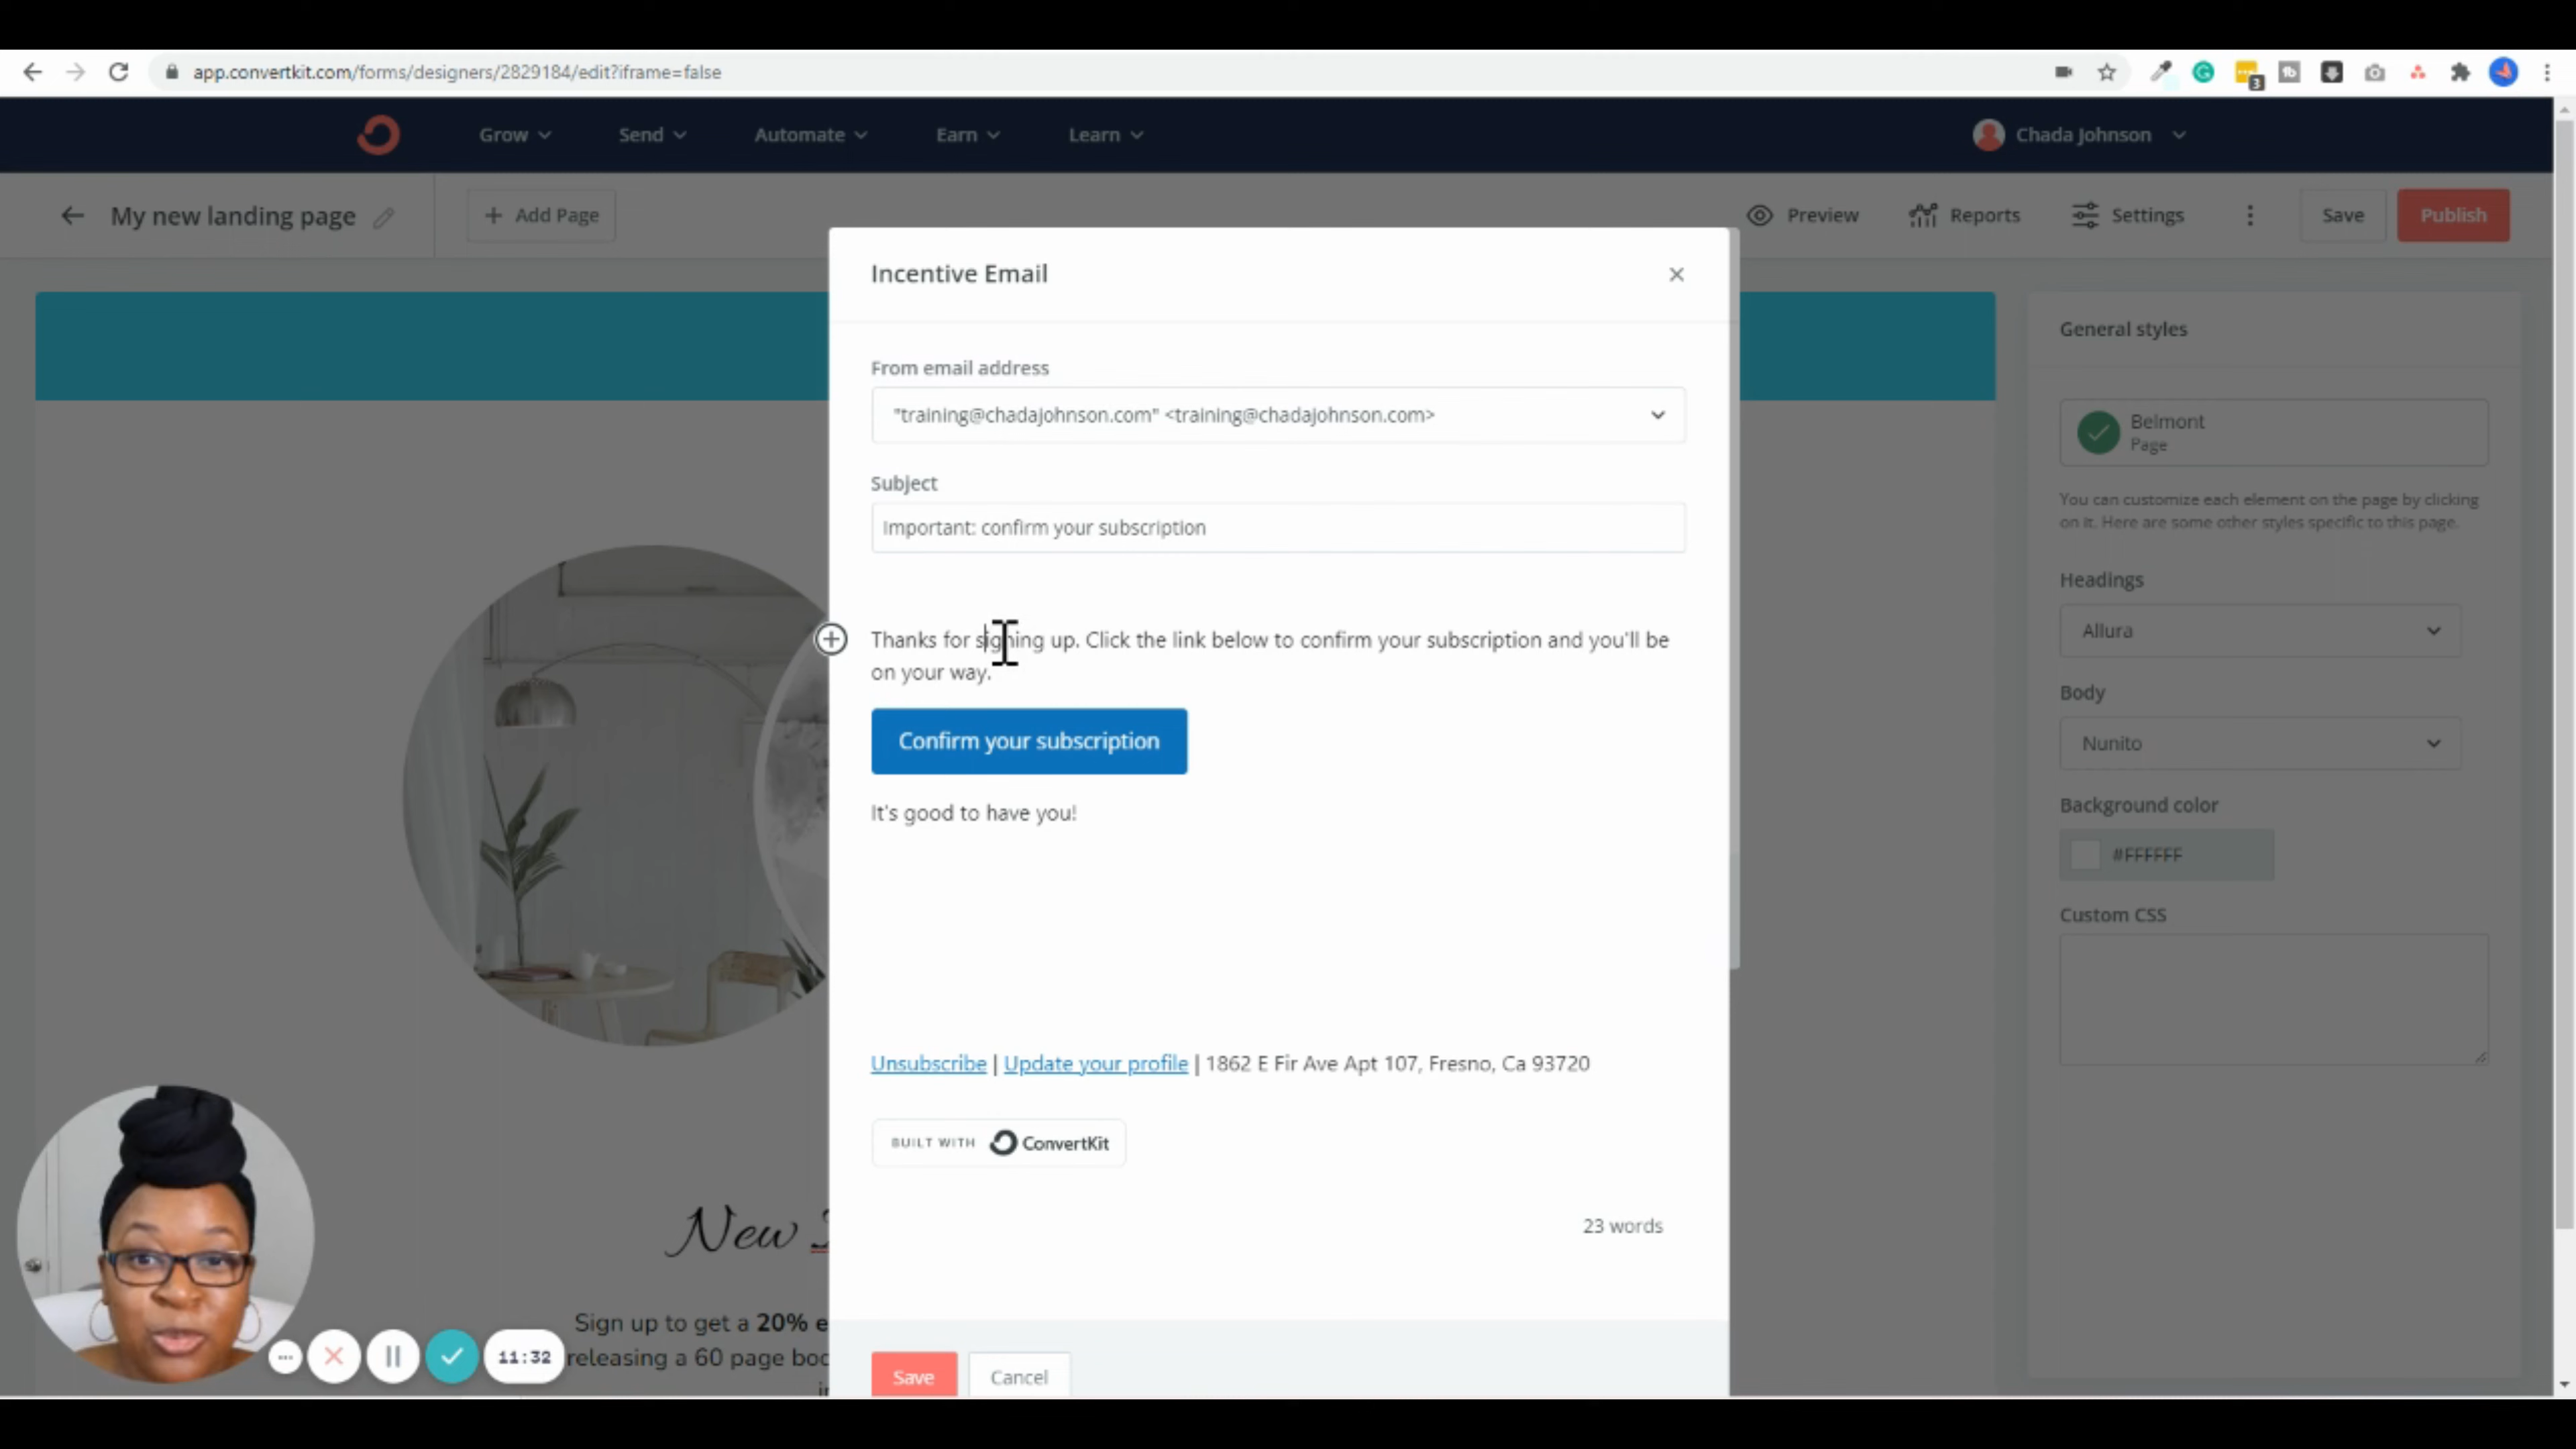 app.convertkit.com/forms/designers/2829184/edit?iframe=false
3
Grow
Send
Automate
Earn
Learn
Chada Johnson
My new landing page
+ Add Page
Preview
Reports
Settings
Save
Publish
Incentive Email
From email address
"training@chadajohnson.com" <training@chadajohnson.com>
Subject
Important: confirm your subscription
Thanks for signing up. Click the link below to confirm your subscription and you'll be
on your way.
Confirm your subscription
It's good to have you!
Unsubscribe | Update your profile | 1862 E Fir Ave Apt 107, Fresno, Ca 93720
BUILT WITH ConvertKit
23 words
Save
Cancel
General styles
Belmont
Page
You can customize each element on the page by clicking
on it. Here are some other styles specific to this page.
Headings
Allura
Body
Nunito
Background color
#FFFFFF
Custom CSS
New
Sign up to get a 20%
releasing a 60 page
11:32